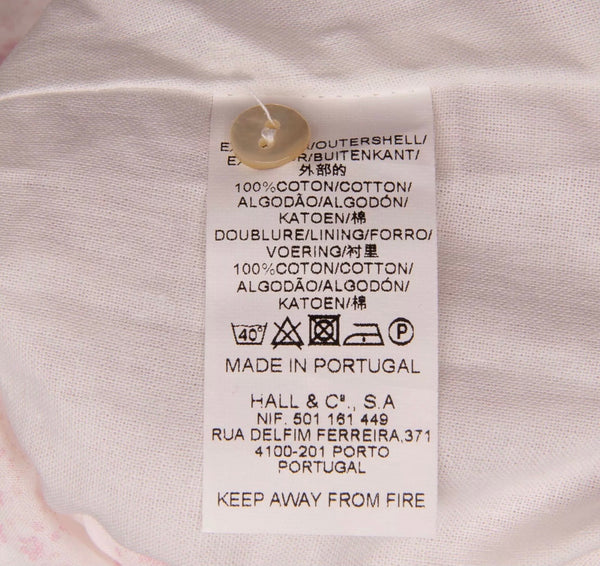 /OUTERSHELL/
/BUITENKANT/
外部的
100%COTON/COTTON/
ALGODÃO/ALGODÓN/
KATOEN/棉
DOUBLURE/LINING/FORRO/
VOERING/衬里
100%COTON/COTTON/
ALGODÃO/ALGODÓN/
KATOEN/棉
40° P
MADE IN PORTUGAL
HALL & Cª., S.A
NIF. 501 161 449
RUA DELFIM FERREIRA,371
4100-201 PORTO
PORTUGAL
KEEP AWAY FROM FIRE